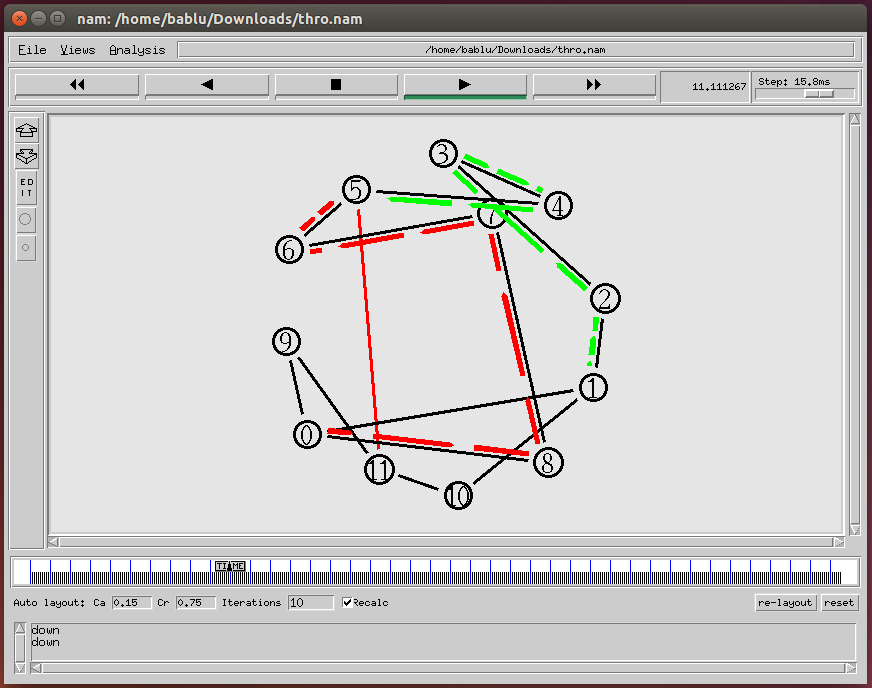 nam: /home/bablu/Downloads/thro.nam
Eile Views Analysis /home/bablu/Downloads/thro.nam
11.111267 Step: 15.8ms
ED
IT
3
5
4
7
6
2
9
1
0
11
8
10
TIME
Auto layout: Ca 0.15 Cr 0.75 Iterations 10 Recalc re-layout reset
down
down